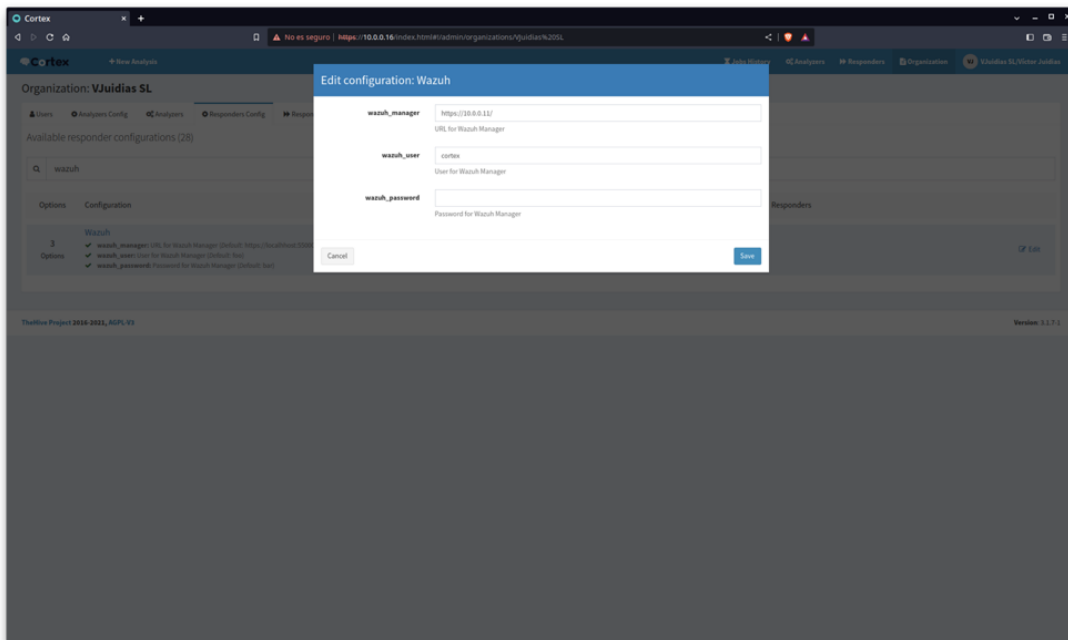 Cortex
No es seguro | https://10.0.0.16/index.html#!/admin/organizations/VJuidias%20SL
Cortex + New Analysis Jobs History Analyzers Responders Organization VJuidias SL/Victor Juidias
Organization: VJuidias SL
Users Analyzers Config Analyzers Responders Config
Available responder configurations (28)
wazuh
Options Configuration Responders
Wazuh
3
Options
wazuh_manager: URL for Wazuh Manager
wazuh_user: User for Wazuh Manager
wazuh_password: Password for Wazuh Manager
Edit
Edit configuration: Wazuh
wazuh_manager https://10.0.0.11/
URL for Wazuh Manager
wazuh_user cortex
User for Wazuh Manager
wazuh_password
Password for Wazuh Manager
Cancel Save
TheHive Project 2016-2021, AGPL-V3 Version: 3.1.7-1